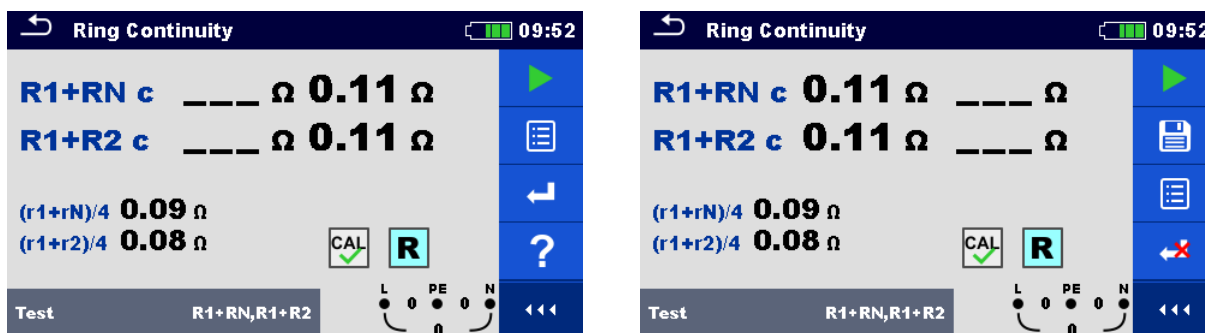 Ring Continuity 09:52
R1+RN c ___ Ω 0.11 Ω
R1+R2 c ___ Ω 0.11 Ω
(r1+rN)/4 0.09 Ω
(r1+r2)/4 0.08 Ω
CAL R
?
L PE N
0 0
Test R1+RN,R1+R2
0
Ring Continuity 09:52
R1+RN c 0.11 Ω ___ Ω
R1+R2 c 0.11 Ω ___ Ω
(r1+rN)/4 0.09 Ω
(r1+r2)/4 0.08 Ω
CAL R
L PE N
0 0
Test R1+RN,R1+R2
0